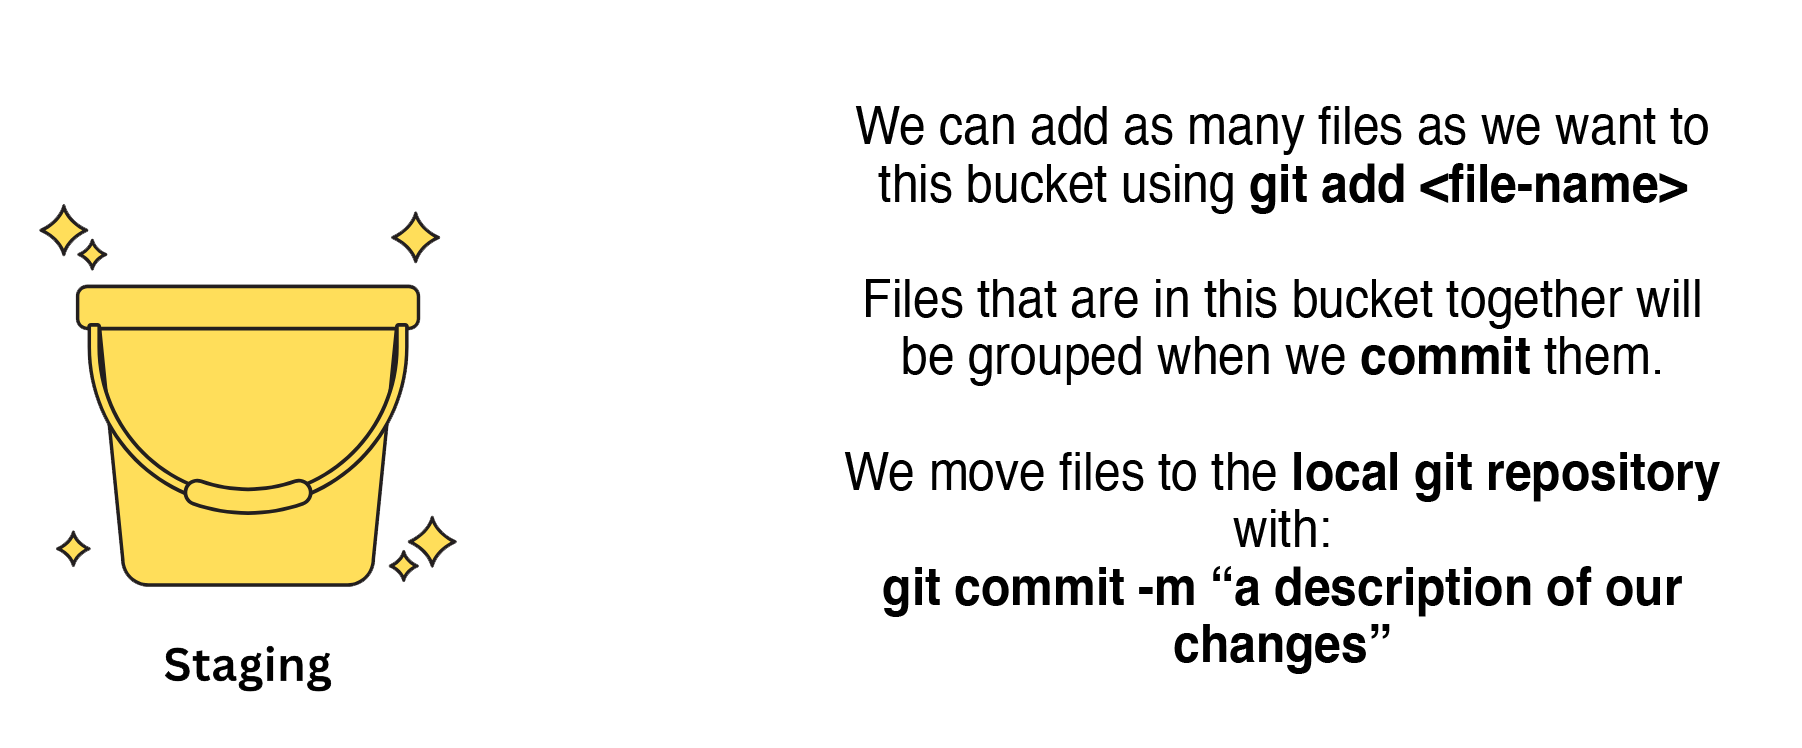 We can add as many files as we want to
this bucket using git add <file-name>
Files that are in this bucket together will
be grouped when we commit them.
We move files to the local git repository
with:
git commit -m “a description of our
changes”
Staging